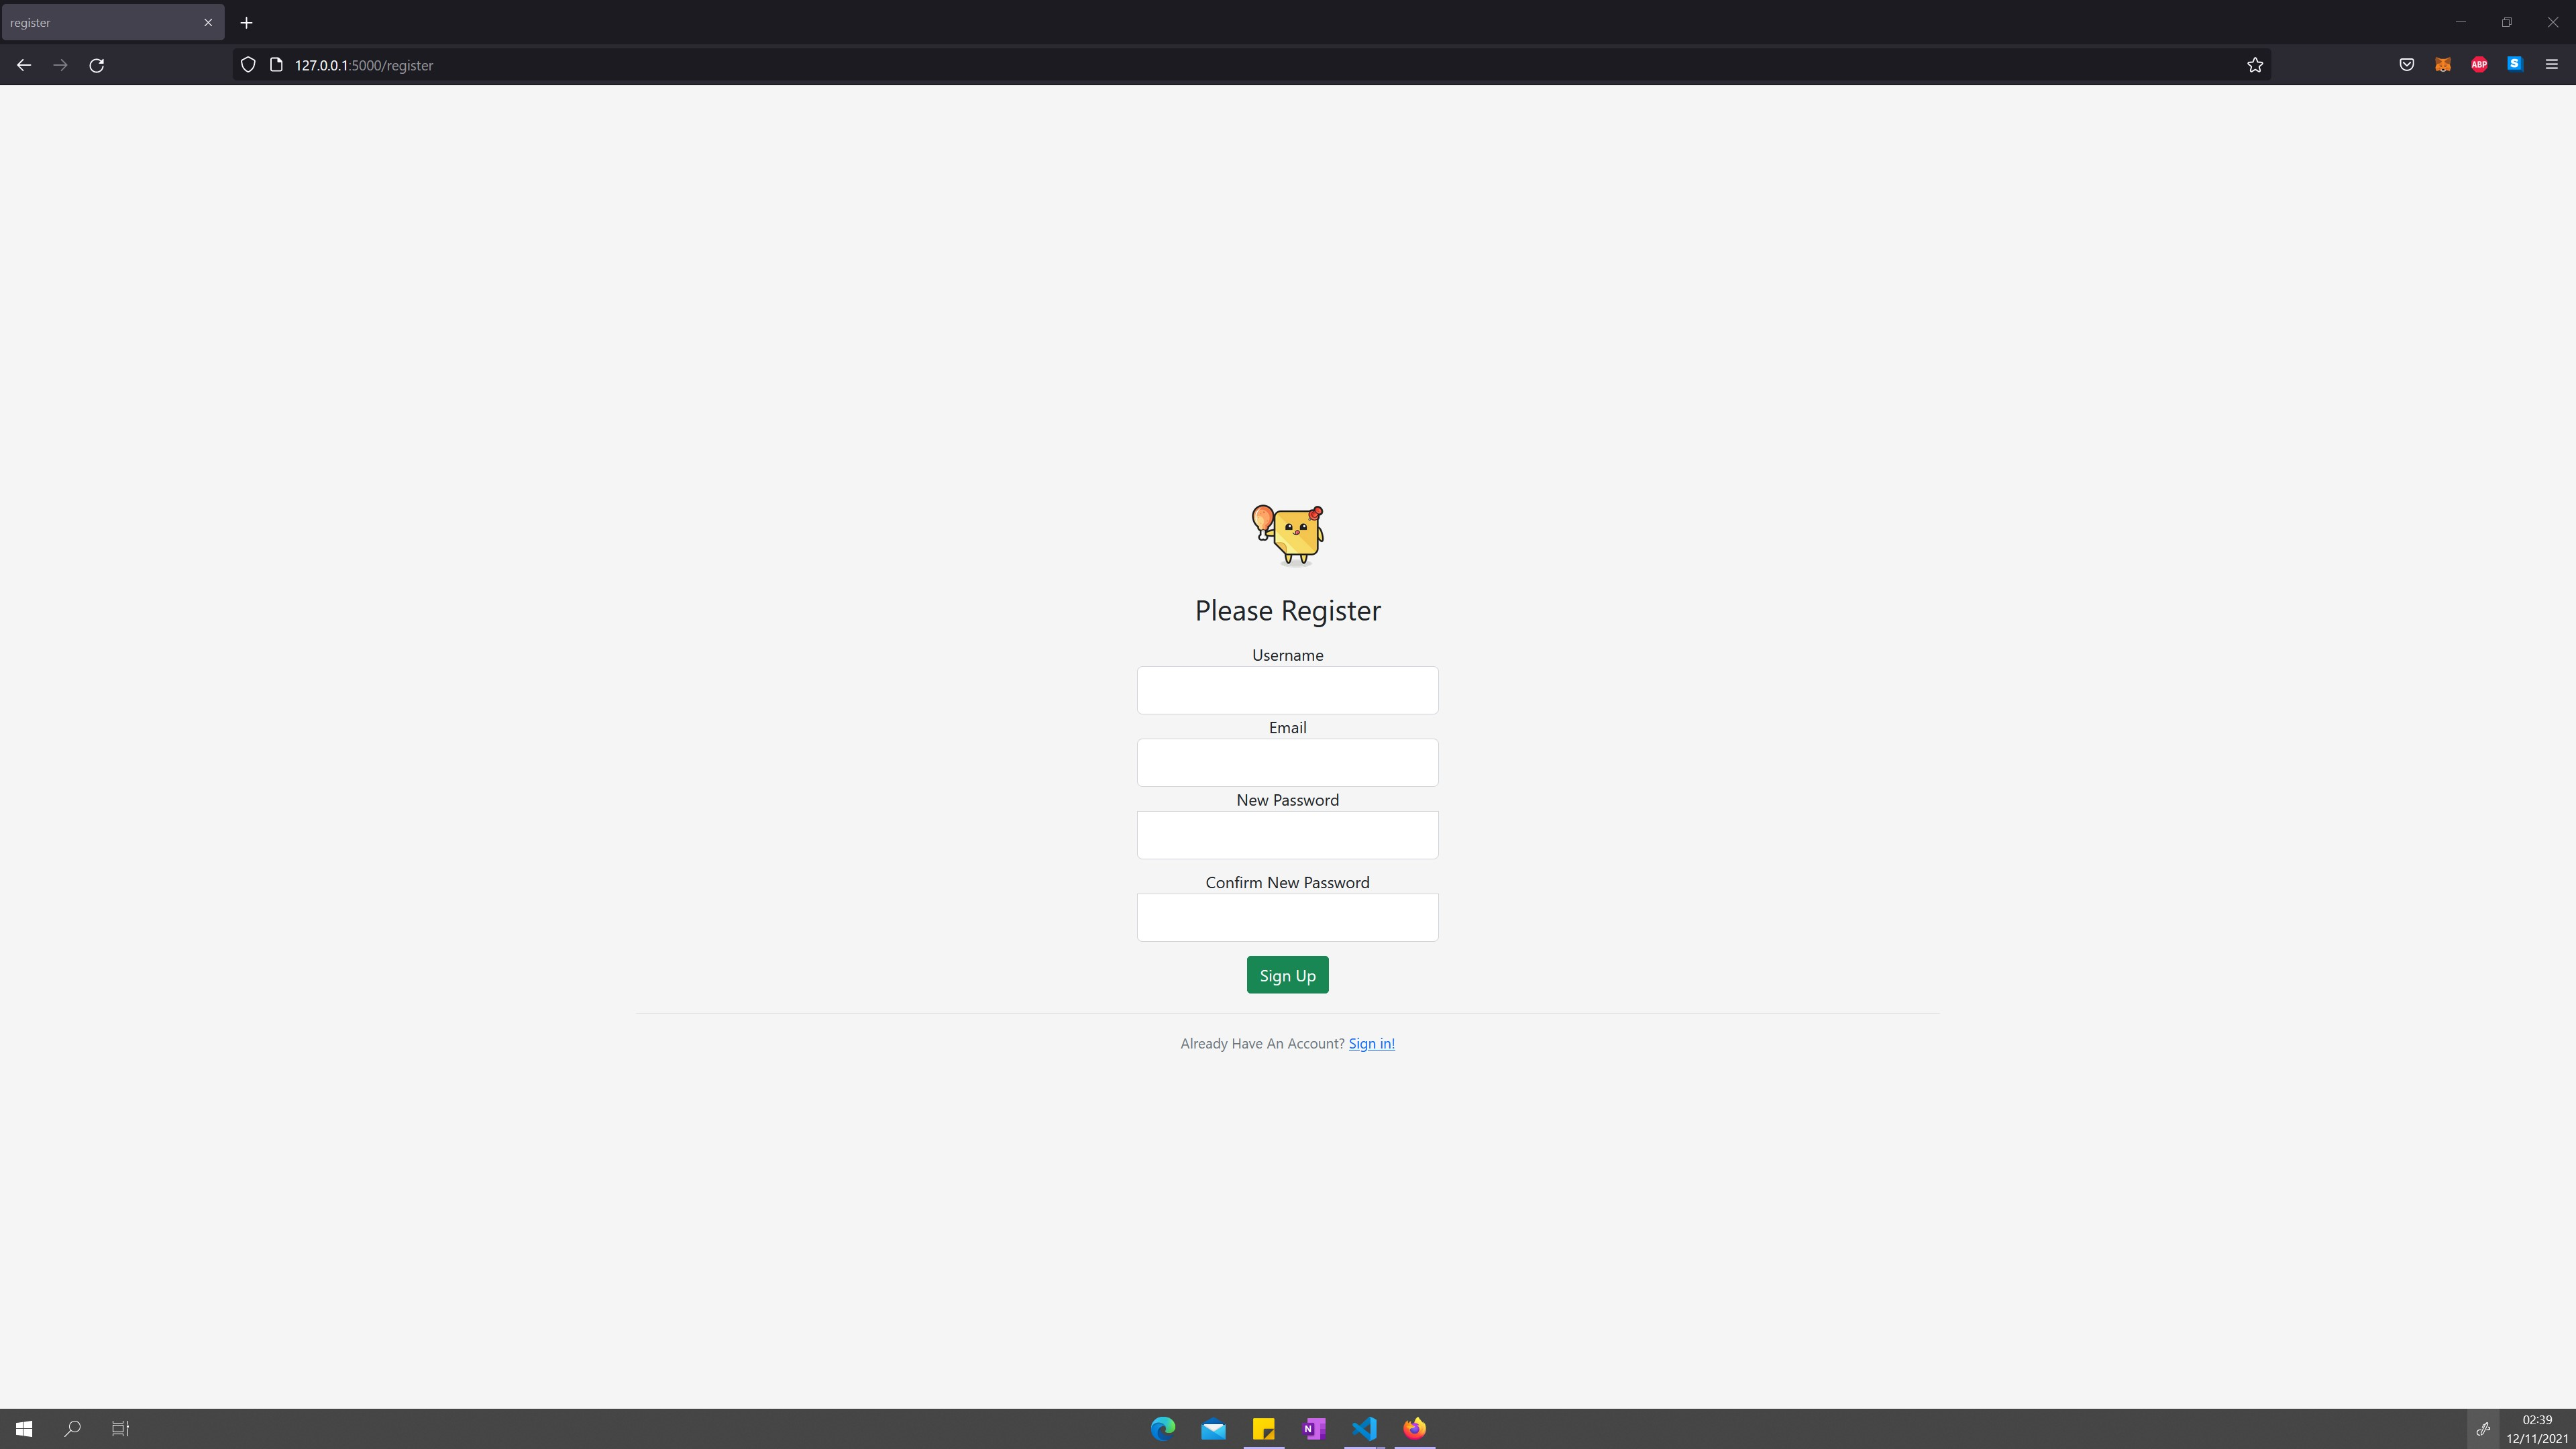 register
127.0.0.1:5000/register
ABP
S
Please Register
Username
Email
New Password
Confirm New Password
Sign Up
Already Have An Account? Sign in!
N
02:39
12/11/2021